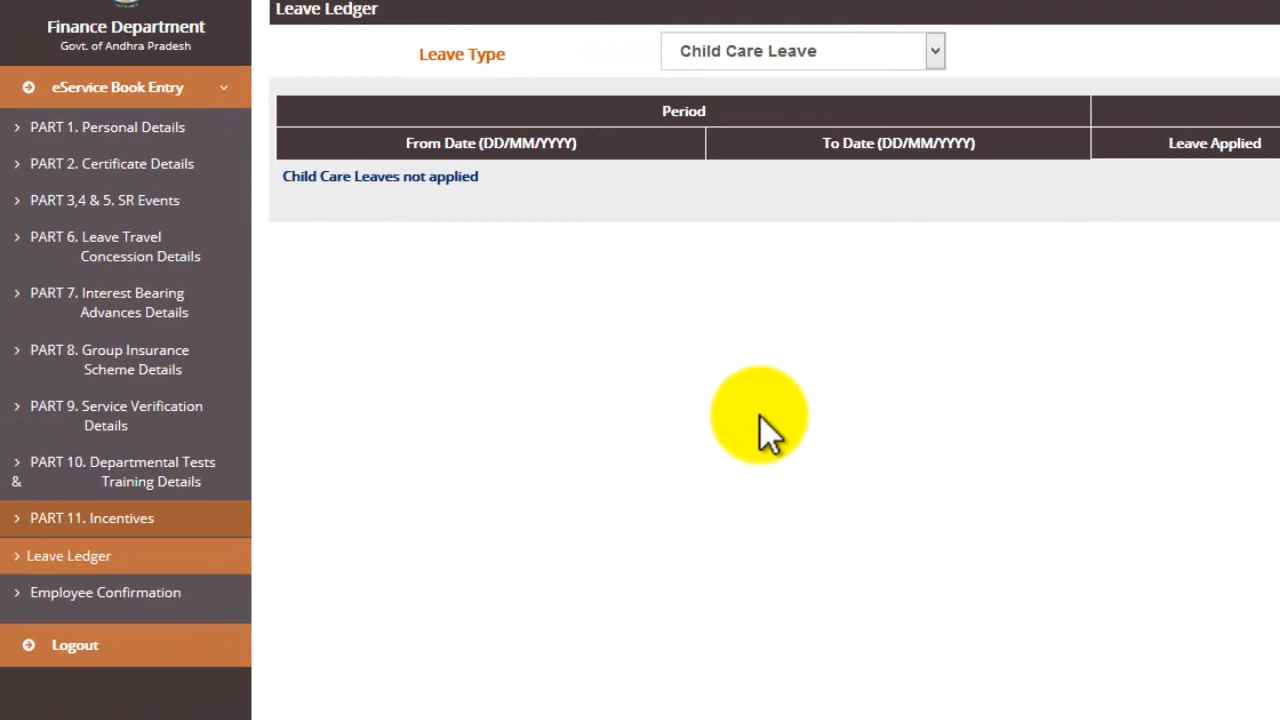 Finance Department
Govt. of Andhra Pradesh
eService Book Entry
PART 1. Personal Details
PART 2. Certificate Details
PART 3,4 & 5. SR Events
PART 6. Leave Travel
Concession Details
PART 7. Interest Bearing
Advances Details
PART 8. Group Insurance
Scheme Details
PART 9. Service Verification
Details
PART 10. Departmental Tests
& Training Details
PART 11. Incentives
Leave Ledger
Employee Confirmation
Logout
Leave Ledger
Leave Type Child Care Leave
Period
From Date (DD/MM/YYYY) To Date (DD/MM/YYYY) Leave Applied
Child Care Leaves not applied